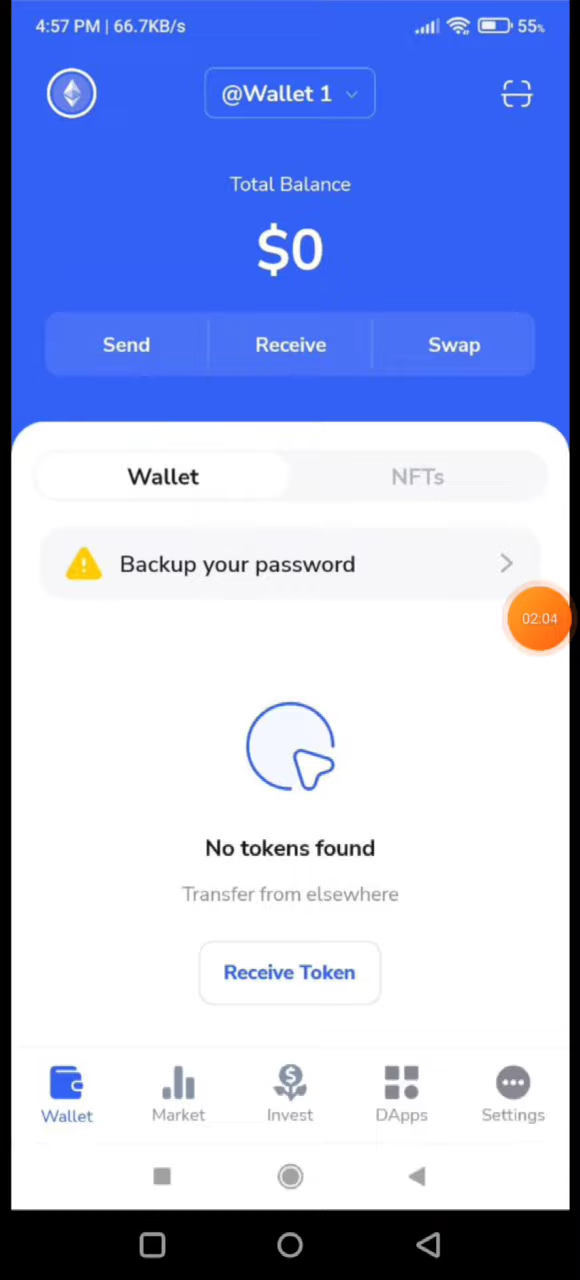 4:57 PM | 66.7KB/s 55%
@Wallet 1
Total Balance
$0
Send Receive Swap
Wallet NFTs
Backup your password
02:04
No tokens found
Transfer from elsewhere
Receive Token
Wallet Market Invest DApps Settings